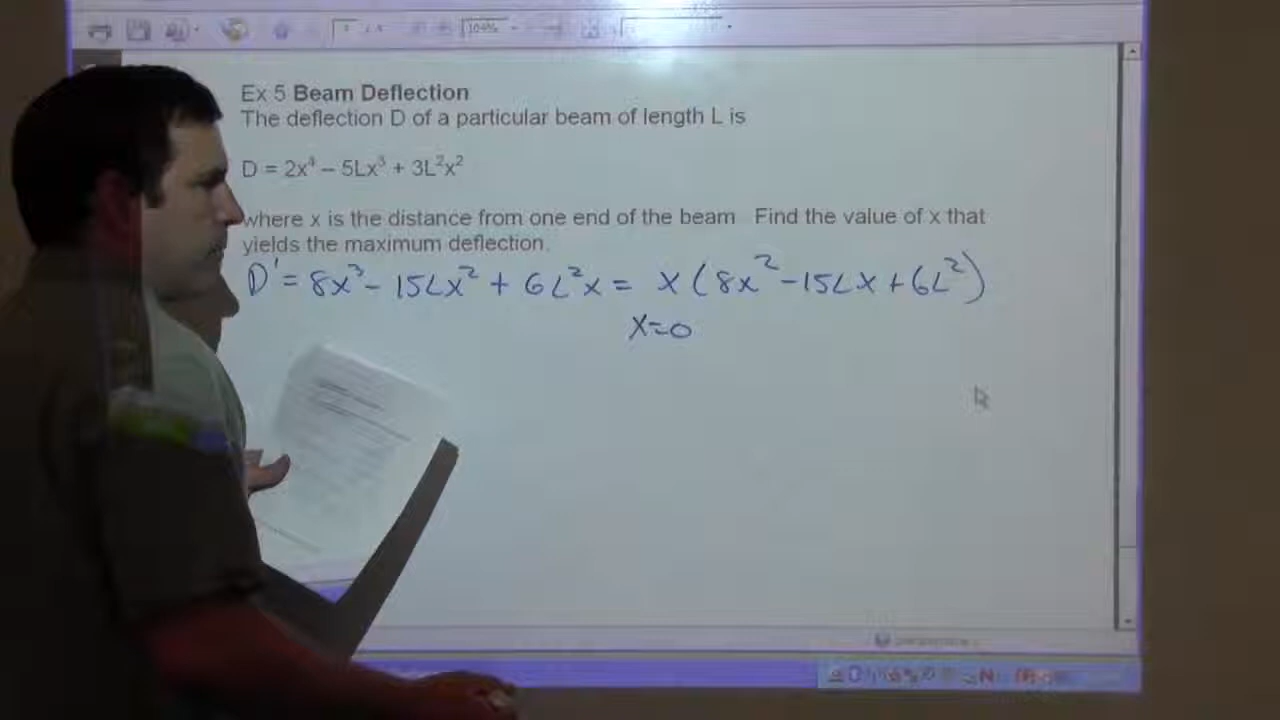 104%
Ex 5 Beam Deflection
The deflection D of a particular beam of length L is
D = 2x⁴ – 5Lx³ + 3L²x²
where x is the distance from one end of the beam Find the value of x that
yields the maximum deflection.
D' = 8x³ - 15Lx² + 6L²x = x(8x² - 15Lx + 6L²)
x=0